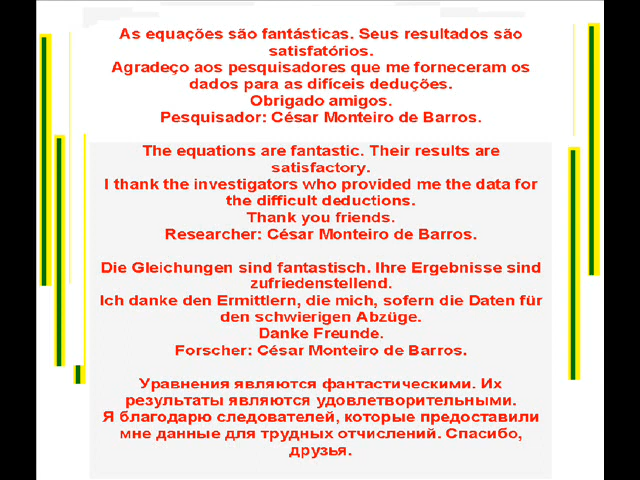 As equações são fantásticas. Seus resultados são
satisfatórios.
Agradeço aos pesquisadores que me forneceram os
dados para as difíceis deduções.
Obrigado amigos.
Pesquisador: César Monteiro de Barros.
The equations are fantastic. Their results are
satisfactory.
I thank the investigators who provided me the data for
the difficult deductions.
Thank you friends.
Researcher: César Monteiro de Barros.
Die Gleichungen sind fantastisch. Ihre Ergebnisse sind
zufriedenstellend.
Ich danke den Ermittlern, die mich, sofern die Daten für
den schwierigen Abzüge.
Danke Freunde.
Forscher: César Monteiro de Barros.
Уравнения являются фантастическими. Их
результаты являются удовлетворительными.
Я благодарю следователей, которые предоставили
мне данные для трудных отчислений. Спасибо,
друзья.